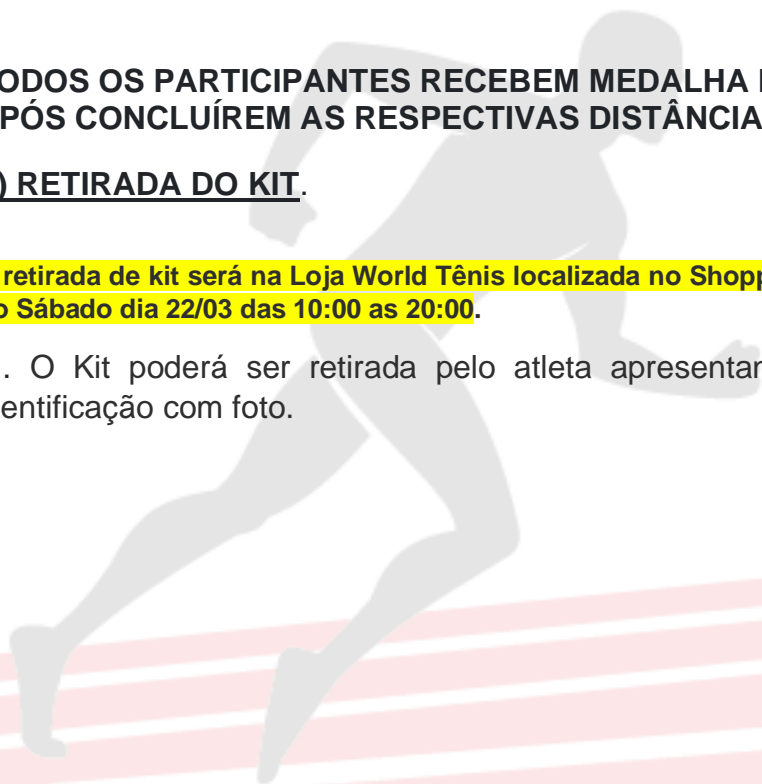 ODOS OS PARTICIPANTES RECEBEM MEDALHA
PÓS CONCLUÍREM AS RESPECTIVAS DISTÂNCIA
) RETIRADA DO KIT.
retirada de kit será na Loja World Tênis localizada no Shopp
o Sábado dia 22/03 das 10:00 as 20:00.
. O Kit poderá ser retirada pelo atleta apresentar
entificação com foto.